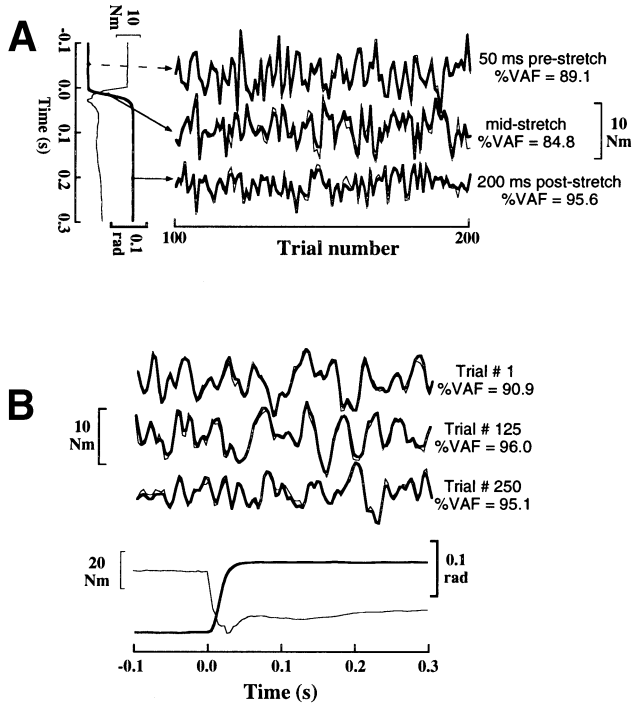 A
10
Nm
-0.1
0.0
0.1
0.2
0.3
Time (s)
0.1
rad
50 ms pre-stretch
%VAF = 89.1
mid-stretch
%VAF = 84.8
10
Nm
200 ms post-stretch
%VAF = 95.6
100
200
Trial number
B
Trial # 1
%VAF = 90.9
10
Nm
Trial # 125
%VAF = 96.0
Trial # 250
%VAF = 95.1
20
Nm
0.1
rad
-0.1 0.0 0.1 0.2 0.3
Time (s)